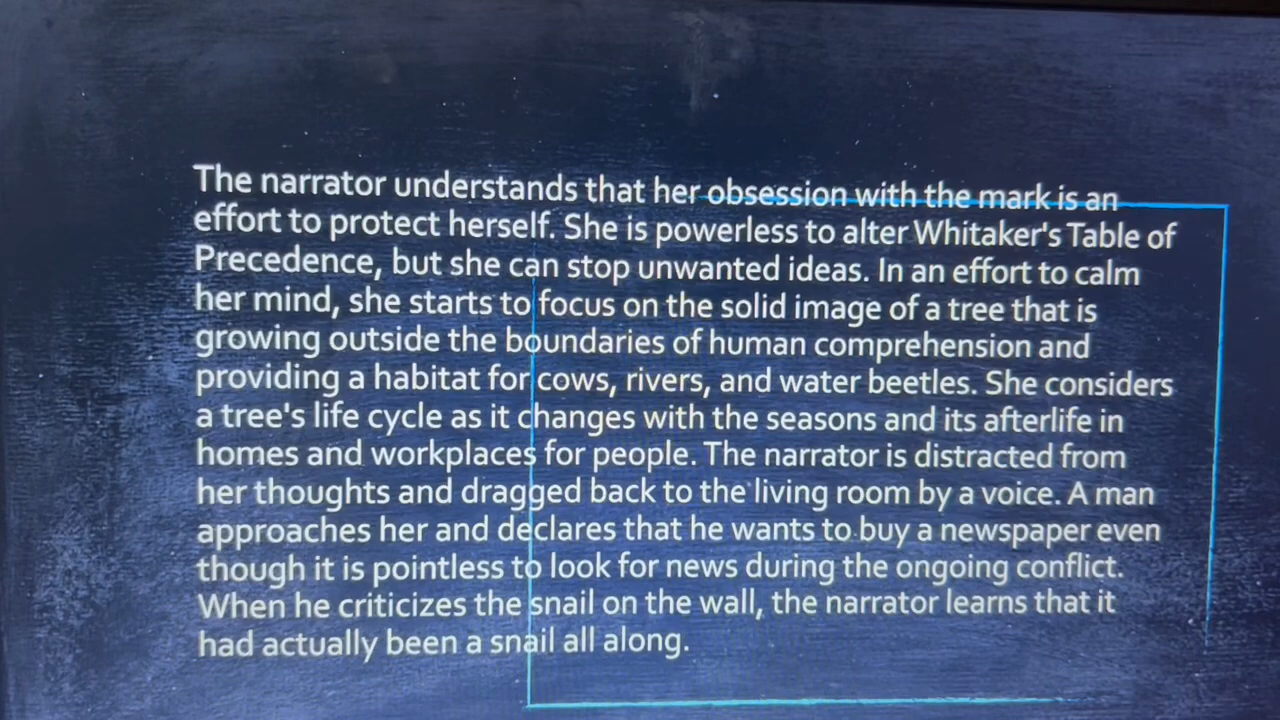 The narrator understands that her obsession with the mark is an
effort to protect herself. She is powerless to alter Whitaker's Table of
Precedence, but she can stop unwanted ideas. In an effort to calm
her mind, she starts to focus on the solid image of a tree that is
growing outside the boundaries of human comprehension and
providing a habitat for cows, rivers, and water beetles. She considers
a tree's life cycle as it changes with the seasons and its afterlife in
homes and workplaces for people. The narrator is distracted from
her thoughts and dragged back to the living room by a voice. A man
approaches her and declares that he wants to buy a newspaper even
though it is pointless to look for news during the ongoing conflict.
When he criticizes the snail on the wall, the narrator learns that it
had actually been a snail all along.